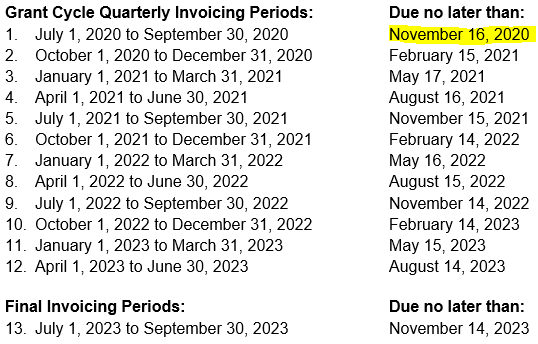 Grant Cycle Quarterly Invoicing Periods: Due no later than:
1. July 1, 2020 to September 30, 2020 November 16, 2020
2. October 1, 2020 to December 31, 2020 February 15, 2021
3. January 1, 2021 to March 31, 2021 May 17, 2021
4. April 1, 2021 to June 30, 2021 August 16, 2021
5. July 1, 2021 to September 31, 2021 November 15, 2021
6. October 1, 2021 to December 31, 2021 February 14, 2022
7. January 1, 2022 to March 31, 2022 May 16, 2022
8. April 1, 2022 to June 30, 2022 August 15, 2022
9. July 1, 2022 to September 30, 2022 November 14, 2022
10. October 1, 2022 to December 31, 2022 February 14, 2023
11. January 1, 2023 to March 31, 2023 May 15, 2023
12. April 1, 2023 to June 30, 2023 August 14, 2023
Final Invoicing Periods: Due no later than:
13. July 1, 2023 to September 30, 2023 November 14, 2023